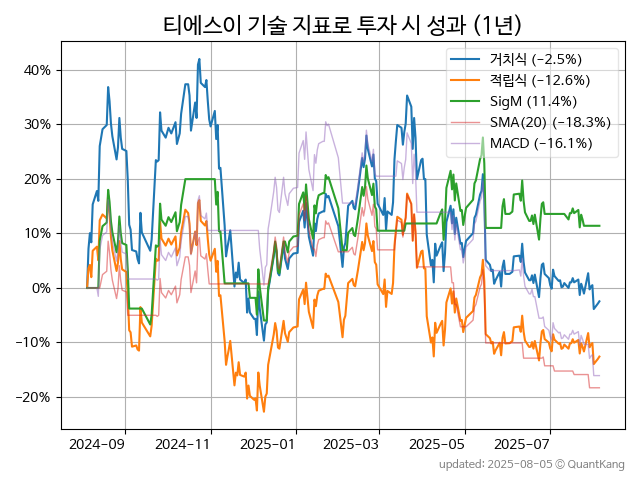 티에스이 기술 지표로 투자 시 성과 (1년)
거치식 (−2.5%)
적립식 (−12.6%)
SigM (11.4%)
SMA(20) (−18.3%)
MACD (−16.1%)
40%
30%
20%
10%
0%
−10%
−20%
2024-09
2024-11
2025-01
2025-03
2025-05
2025-07
updated: 2025-08-05 © QuantKang